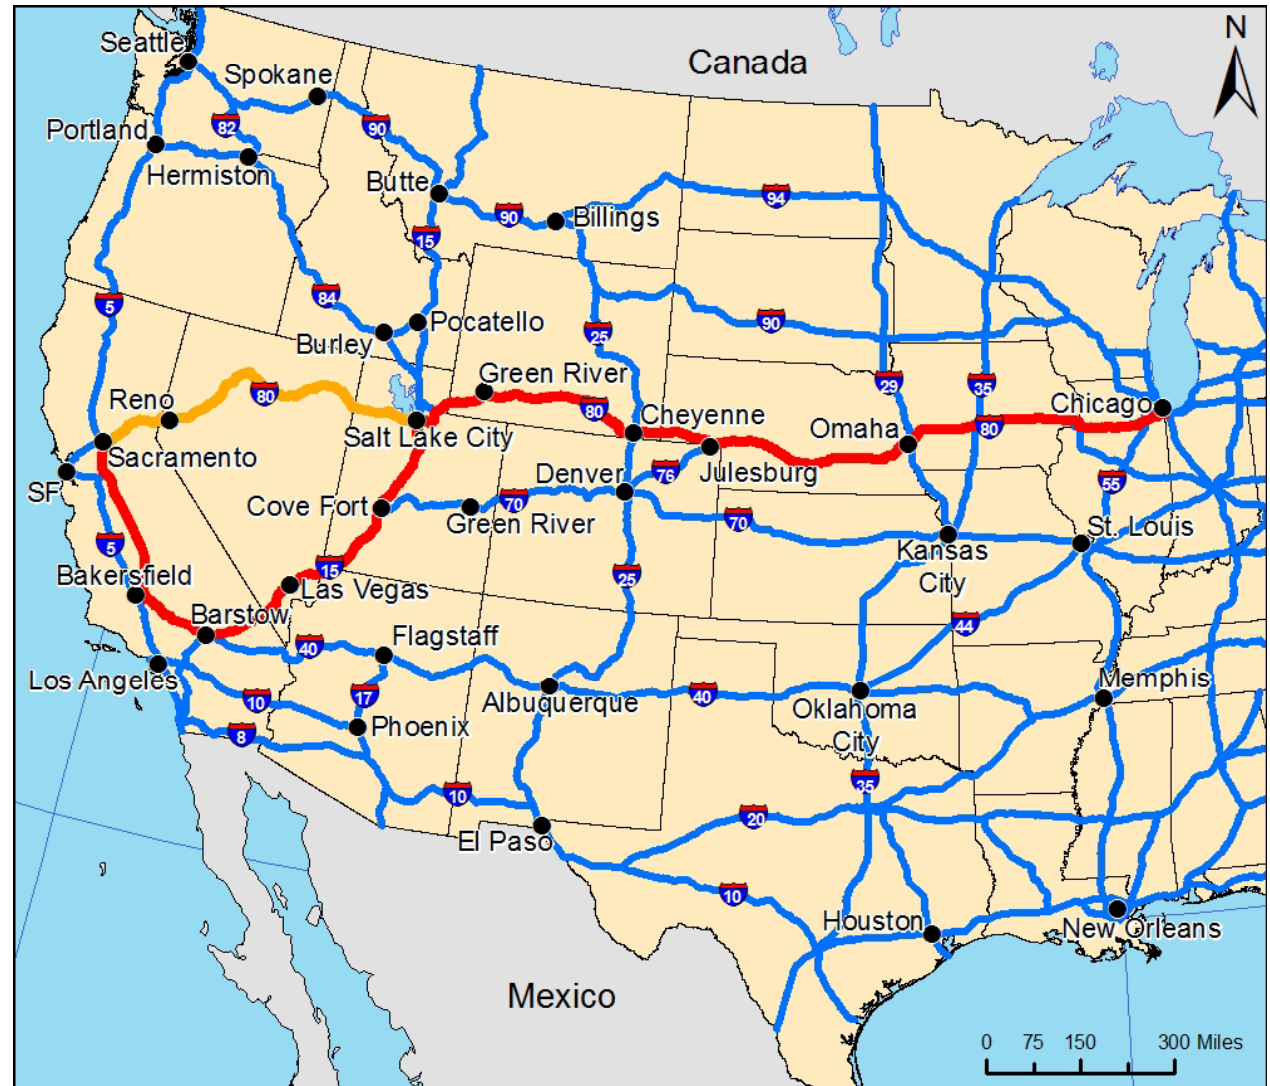 N
Canada
Seattle
Spokane
82
90
Portland
Hermiston
Butte
90
Billings
94
15
5
84
Pocatello
Burley
25
90
Green River
29
35
Reno
80
80
Cheyenne
Chicago
Salt Lake City
Omaha
80
Sacramento
Denver
76
Julesburg
SF
Cove Fort
70
Green River
70
55
St. Louis
Kansas
City
5
15
Bakersfield
Las Vegas
25
Barstow
40
Flagstaff
44
Los Angeles
10
17
Albuquerque
40
Oklahoma
City
Memphis
8
Phoenix
35
10
20
El Paso
10
Houston
New Orleans
Mexico
0 75 150 300 Miles